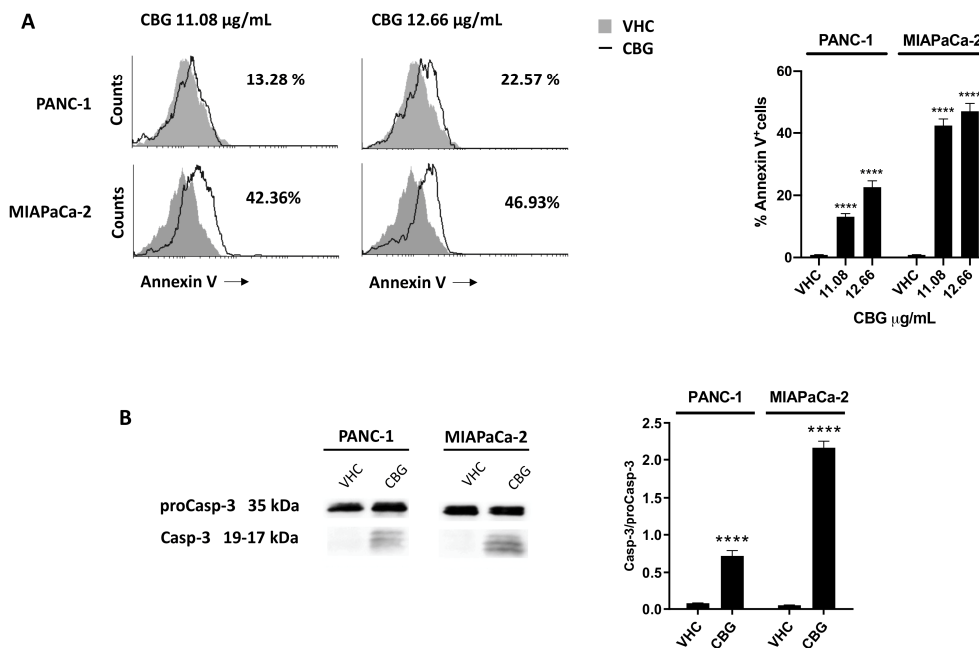 A
CBG 11.08 µg/mL
CBG 12.66 µg/mL
VHC
CBG
PANC-1
Counts
13.28 %
22.57 %
MIAPaCa-2
Counts
42.36%
46.93%
Annexin V
Annexin V
PANC-1 MIAPaCa-2
% Annexin V+cells
60
40
20
0
**** **** **** ****
VHC 11.08 12.66 VHC 11.08 12.66
CBG µg/mL
B
PANC-1 MIAPaCa-2
VHC CBG VHC CBG
proCasp-3 35 kDa
Casp-3 19-17 kDa
PANC-1 MIAPaCa-2
Casp-3/proCasp-3
2.5
2.0
1.5
1.0
0.5
0.0
**** ****
VHC CBG VHC CBG